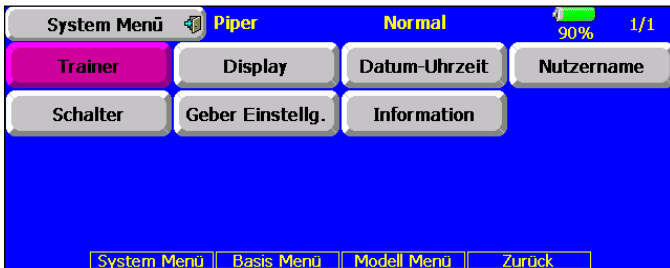 System Menü Piper Normal 90% 1/1
Trainer Display Datum-Uhrzeit Nutzername
Schalter Geber Einstellg. Information
System Menü Basis Menü Modell Menü Zurück